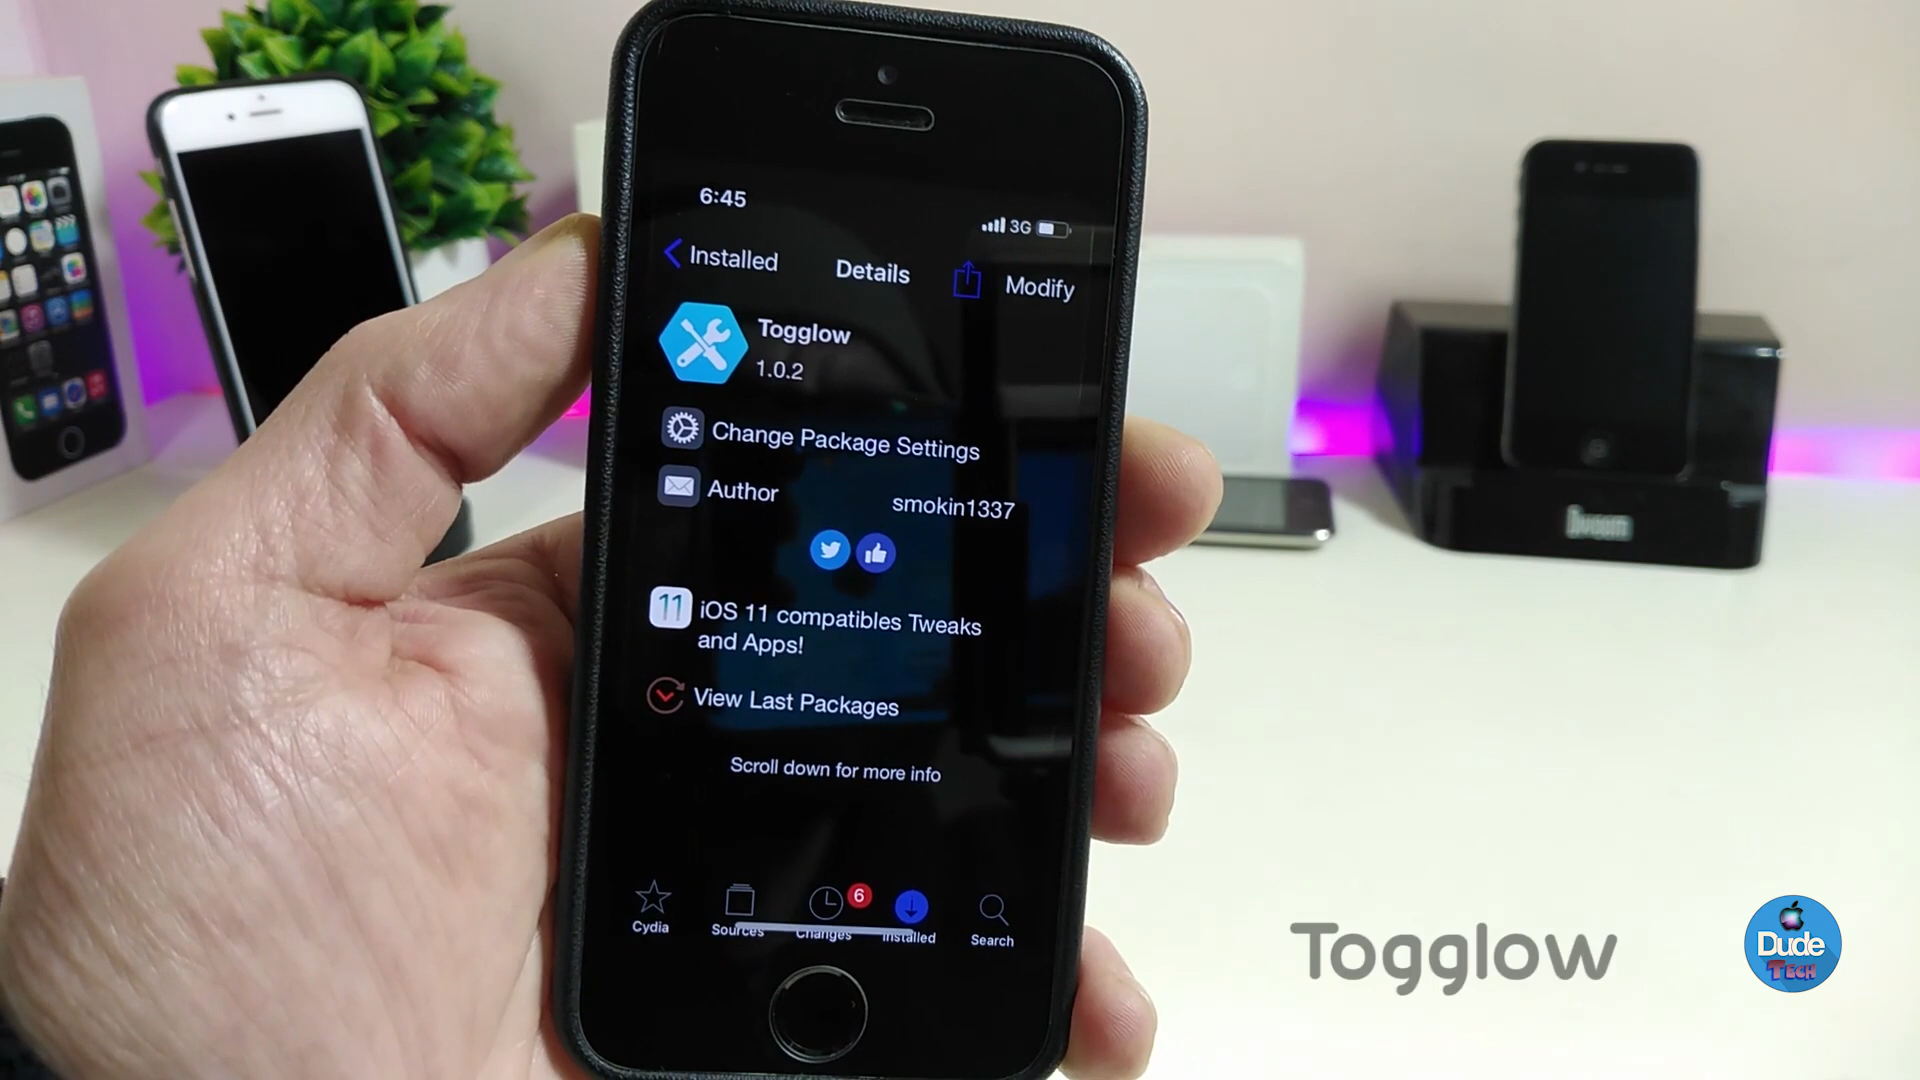 6:45
3G
Installed
Details
Modify
Togglow
1.0.2
Change Package Settings
Author
smokin1337
11
iOS 11 compatibles Tweaks
and Apps!
View Last Packages
Scroll down for more info
6
Cydia
Sources
Changes
Installed
Search
Divoom
Togglow
Dude
TECH